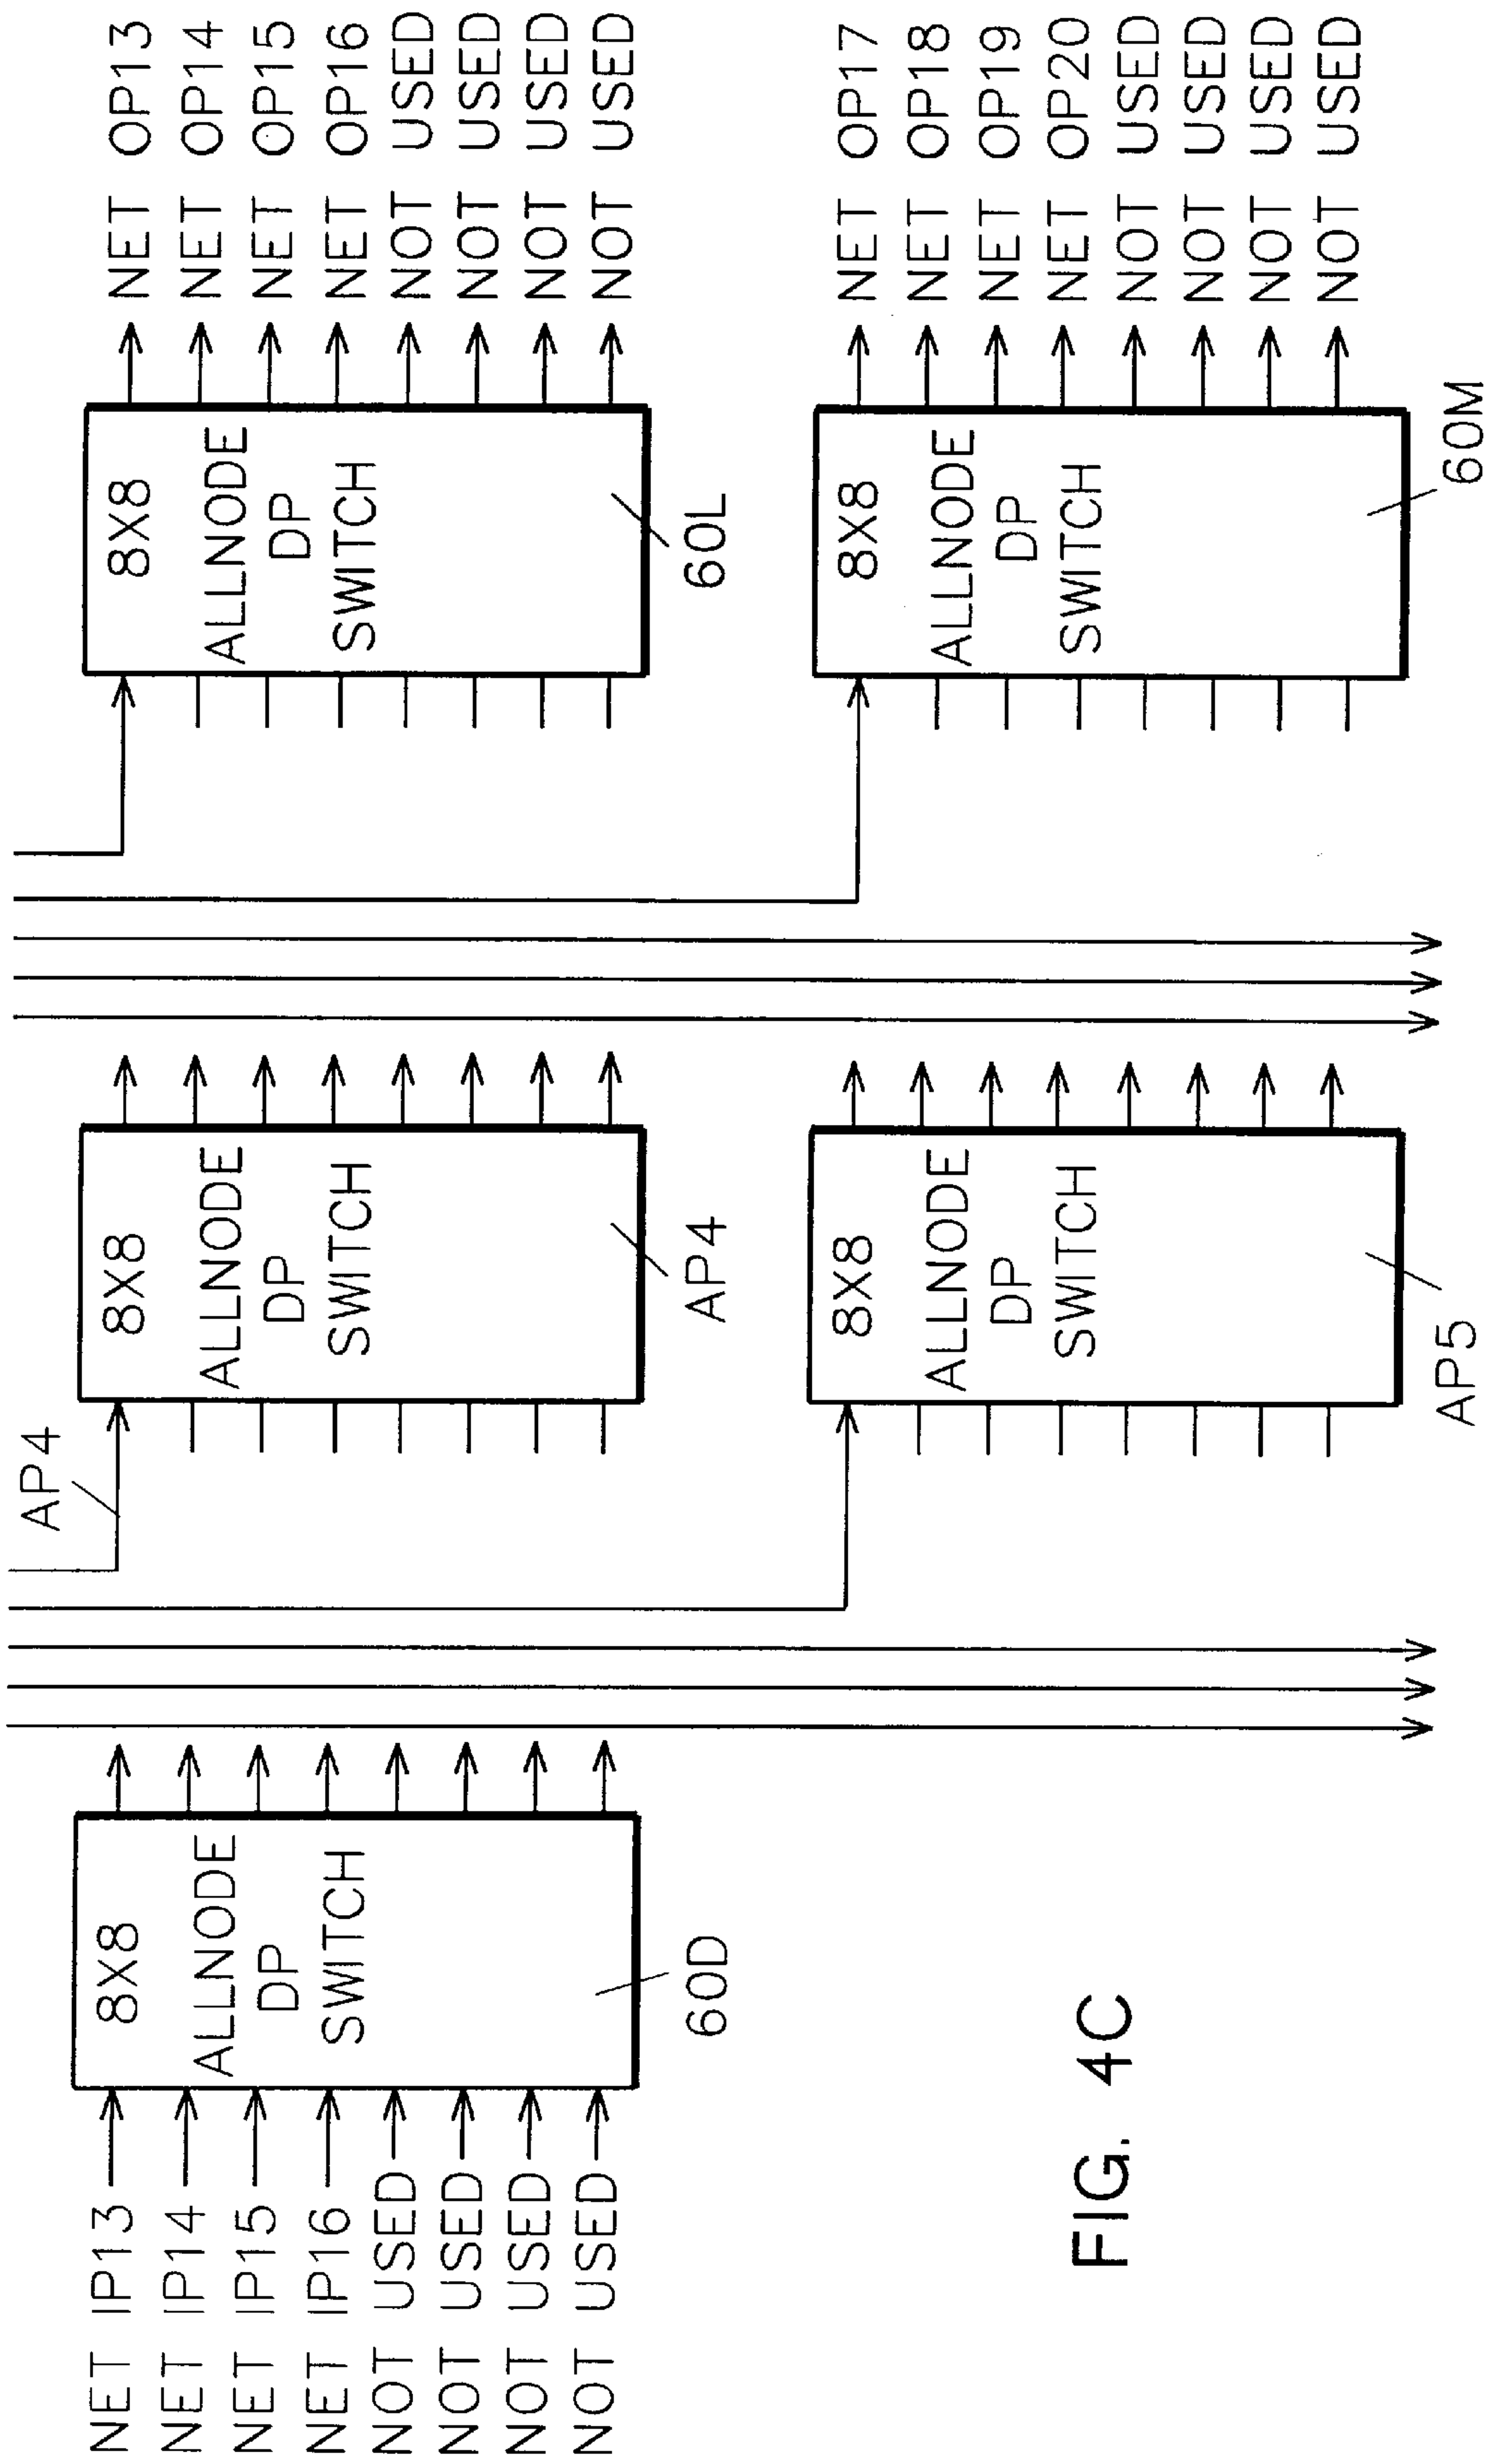 NET IP13
NET IP14
NET IP15
NET IP16
NOT USED
NOT USED
NOT USED
NOT USED
8X8
ALLNODE
DP
SWITCH
60D
AP4
8X8
ALLNODE
DP
SWITCH
AP4
8X8
ALLNODE
DP
SWITCH
AP5
8X8
ALLNODE
DP
SWITCH
60L
NET OP13
NET OP14
NET OP15
NET OP16
NOT USED
NOT USED
NOT USED
NOT USED
8X8
ALLNODE
DP
SWITCH
60M
NET OP17
NET OP18
NET OP19
NET OP20
NOT USED
NOT USED
NOT USED
NOT USED
FIG. 4C